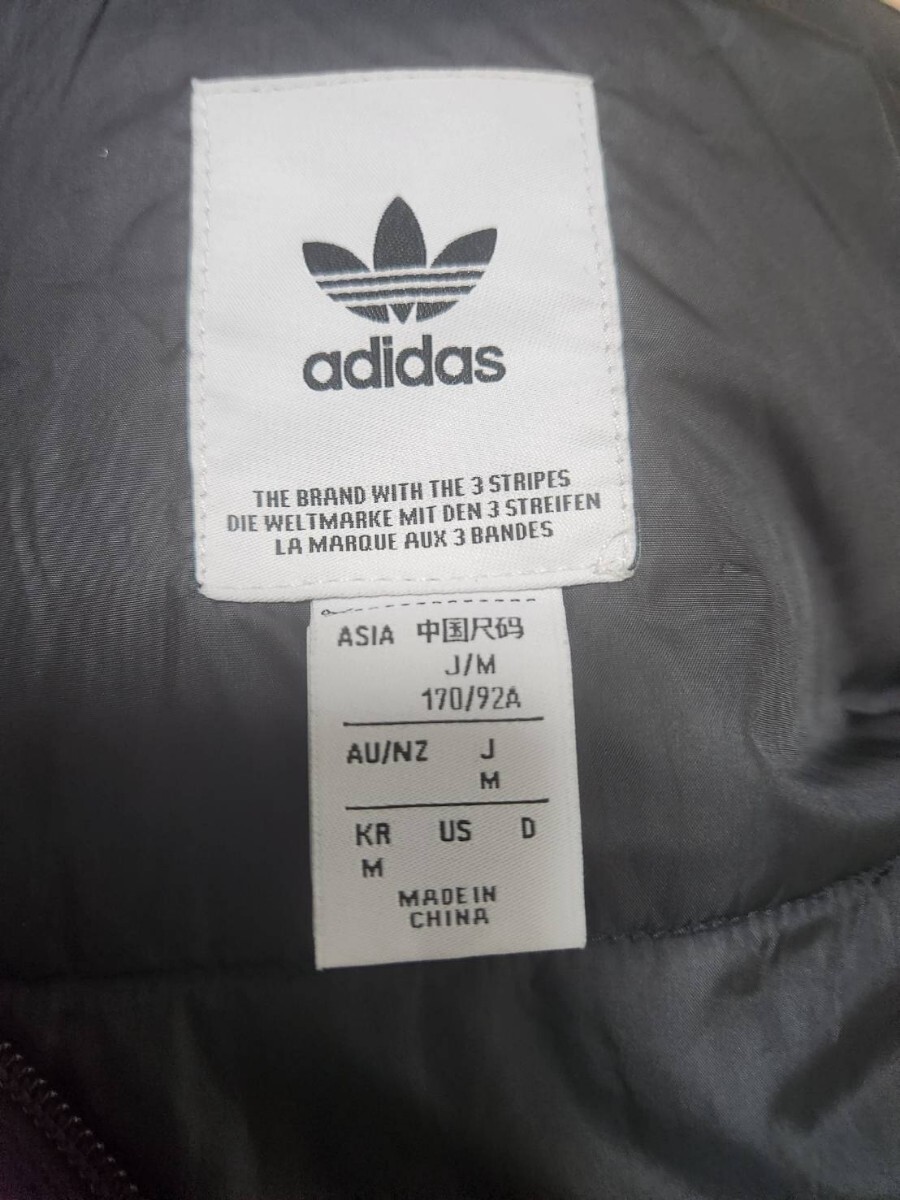 adidas
THE BRAND WITH THE 3 STRIPES
DIE WELTMARKE MIT DEN 3 STREIFEN
LA MARQUE AUX 3 BANDES
ASIA 中国尺码
J/M
170/92A
AU/NZ J
M
KR US D
M
MADE IN
CHINA